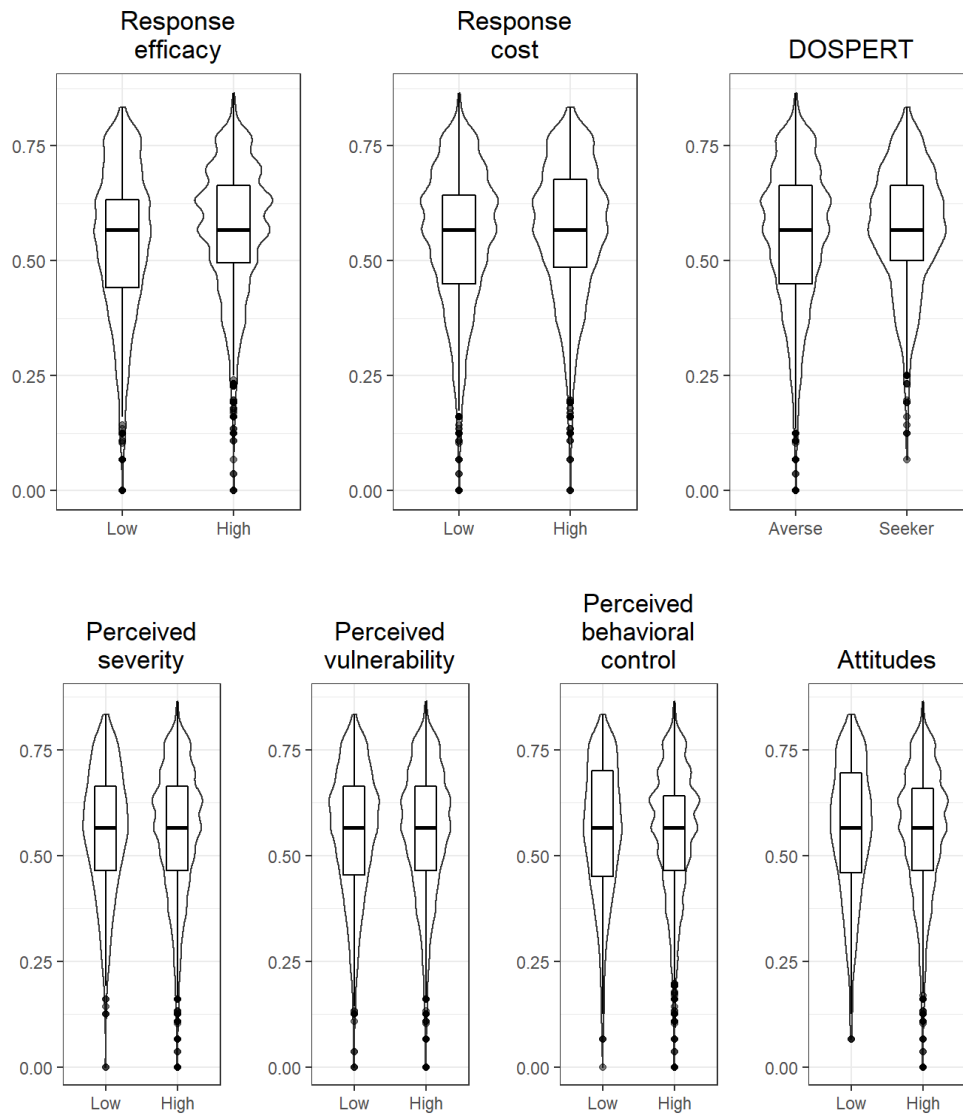 Response
efficacy
Response
cost
DOSPERT
0.75
0.50
0.25
0.00
Low High
0.75
0.50
0.25
0.00
Low High
0.75
0.50
0.25
0.00
Averse Seeker
Perceived
severity
Perceived
vulnerability
Perceived
behavioral
control
Attitudes
0.75
0.50
0.25
0.00
Low High
0.75
0.50
0.25
0.00
Low High
0.75
0.50
0.25
0.00
Low High
0.75
0.50
0.25
0.00
Low High